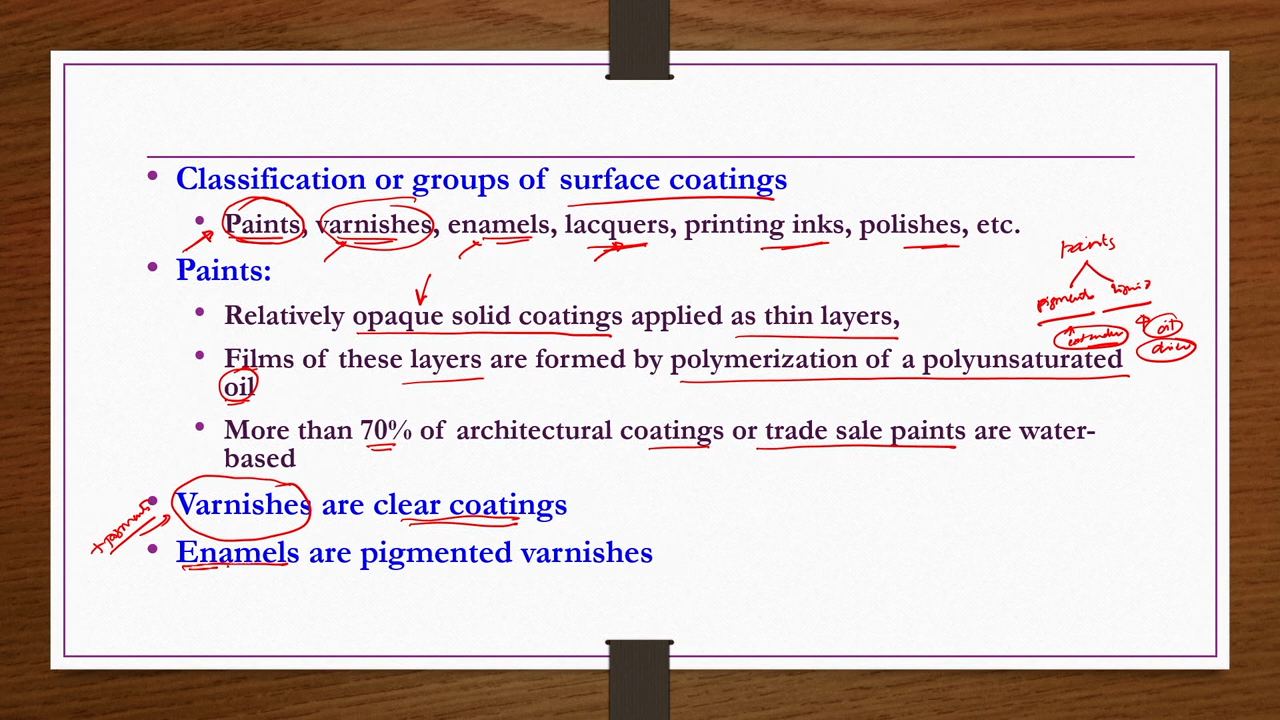 • Classification or groups of surface coatings
• Paints, varnishes, enamels, lacquers, printing inks, polishes, etc.
paints
• Paints:
pigments liquid
• Relatively opaque solid coatings applied as thin layers,
extender oil
drier
• Films of these layers are formed by polymerization of a polyunsaturated
oil
• More than 70% of architectural coatings or trade sale paints are water-
based
• Varnishes are clear coatings
+pigments
• Enamels are pigmented varnishes